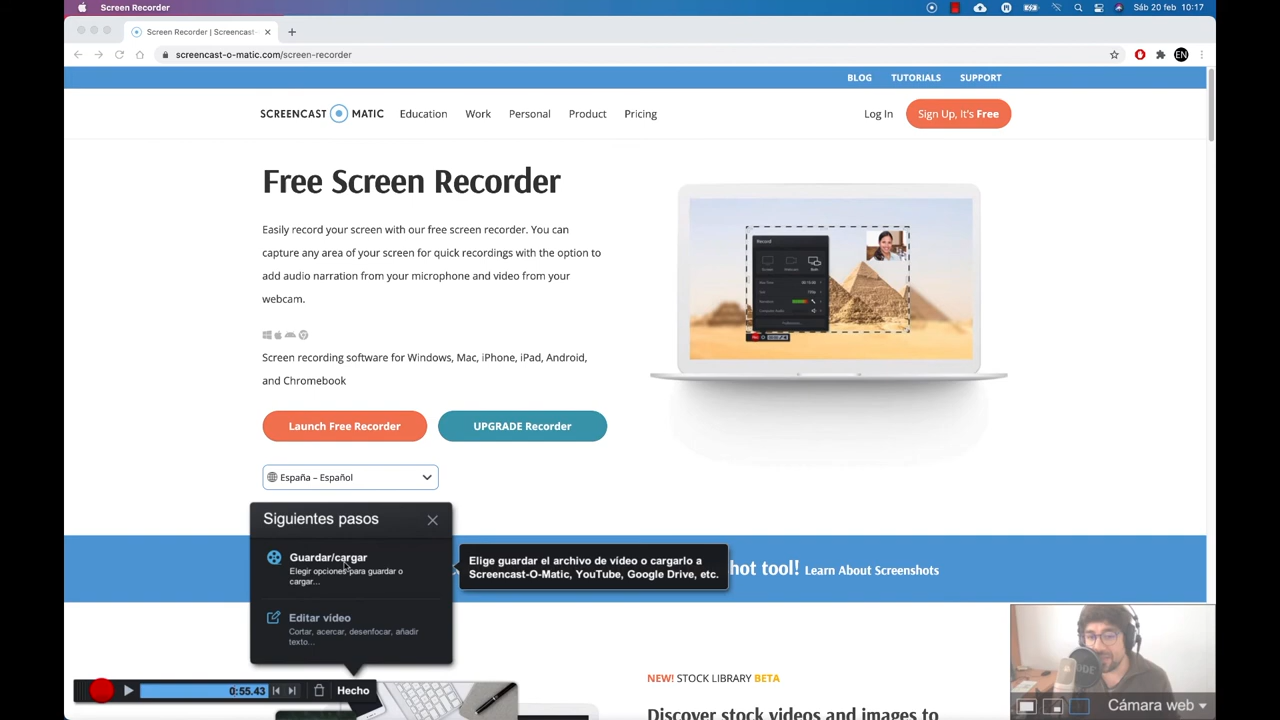 Screen Recorder
Sáb 20 feb 10:17
Screen Recorder | Screencast-
screencast-o-matic.com/screen-recorder
EN
BLOG TUTORIALS SUPPORT
SCREENCAST O MATIC
Education Work Personal Product Pricing
Log In
Sign Up, It's Free
Free Screen Recorder
Easily record your screen with our free screen recorder. You can
capture any area of your screen for quick recordings with the option to
add audio narration from your microphone and video from your
webcam.
Record
Screen recording software for Windows, Mac, iPhone, iPad, Android,
and Chromebook
Launch Free Recorder
UPGRADE Recorder
España – Español
Siguientes pasos
Guardar/cargar
Elegir opciones para guardar o
cargar...
Elige guardar el archivo de vídeo o cargarlo a
Screencast-O-Matic, YouTube, Google Drive, etc.
hot tool! Learn About Screenshots
Editar vídeo
Cortar, acercar, desenfocar, añadir
texto...
0:55.43
Hecho
NEW! STOCK LIBRARY BETA
Discover stock videos and images to
Cámara web